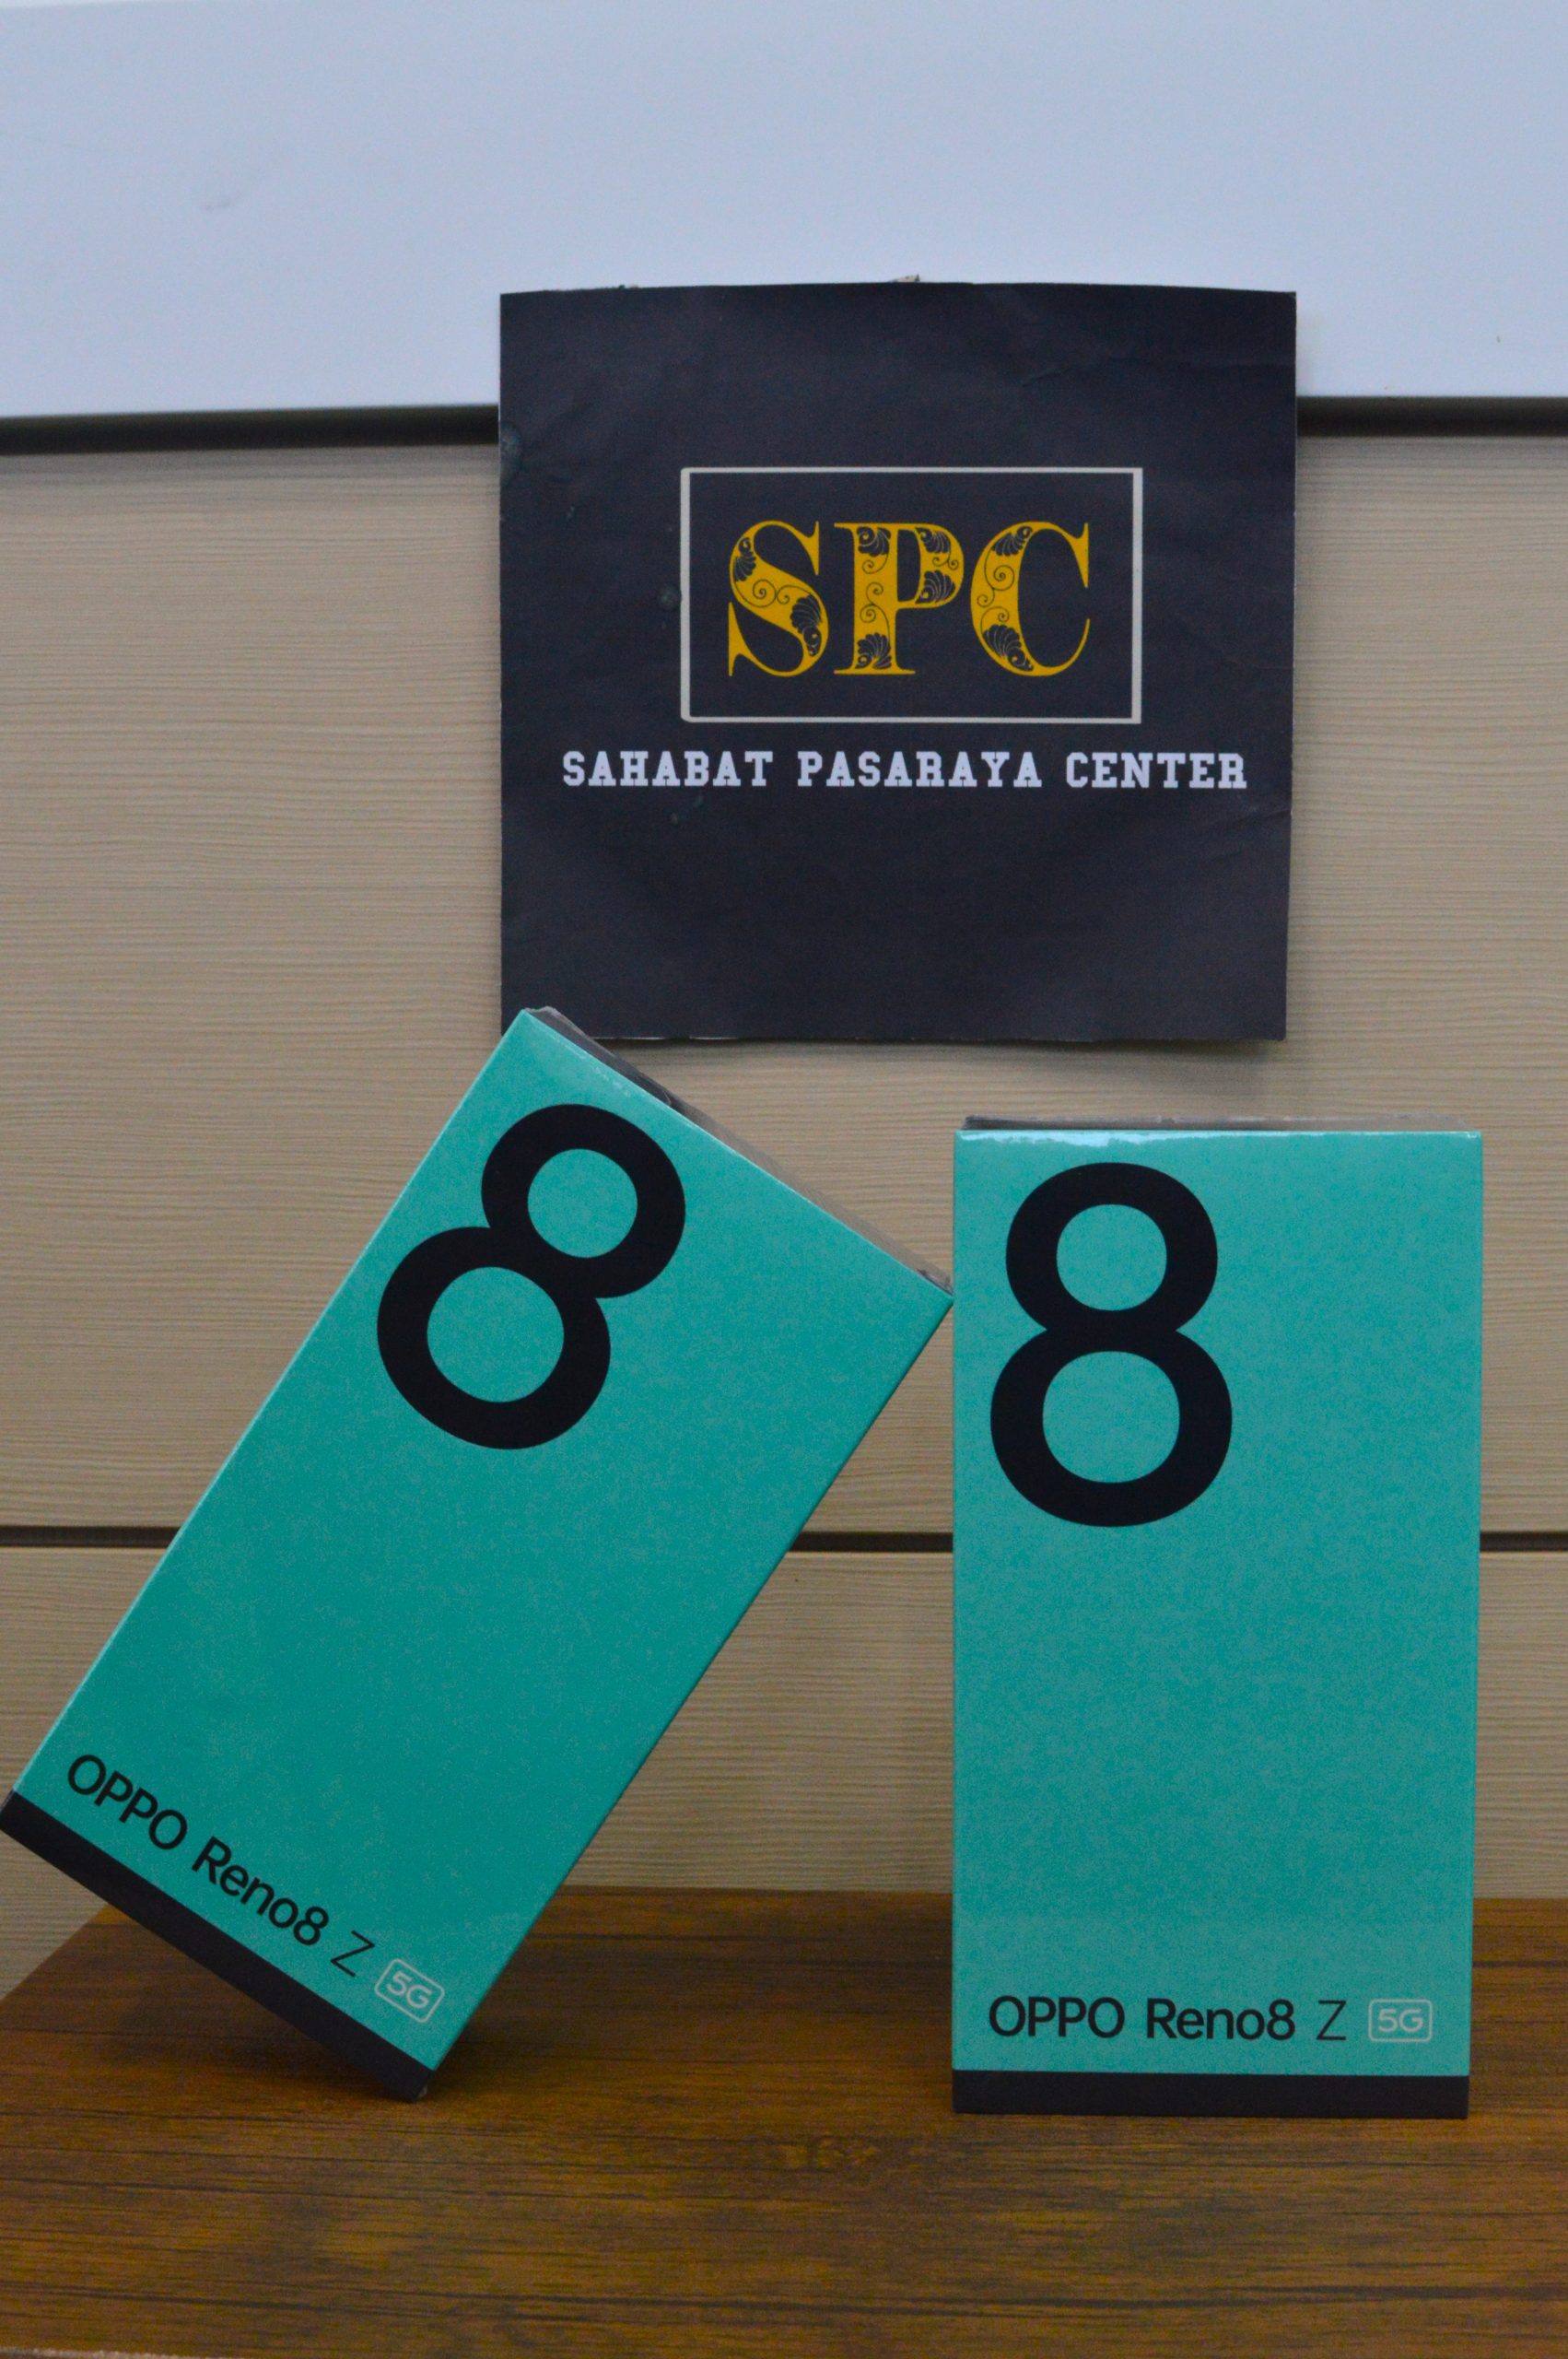 SPC
SAHABAT PASARAYA CENTER
8
OPPO Reno8 Z 5G
8
OPPO Reno8 Z 5G